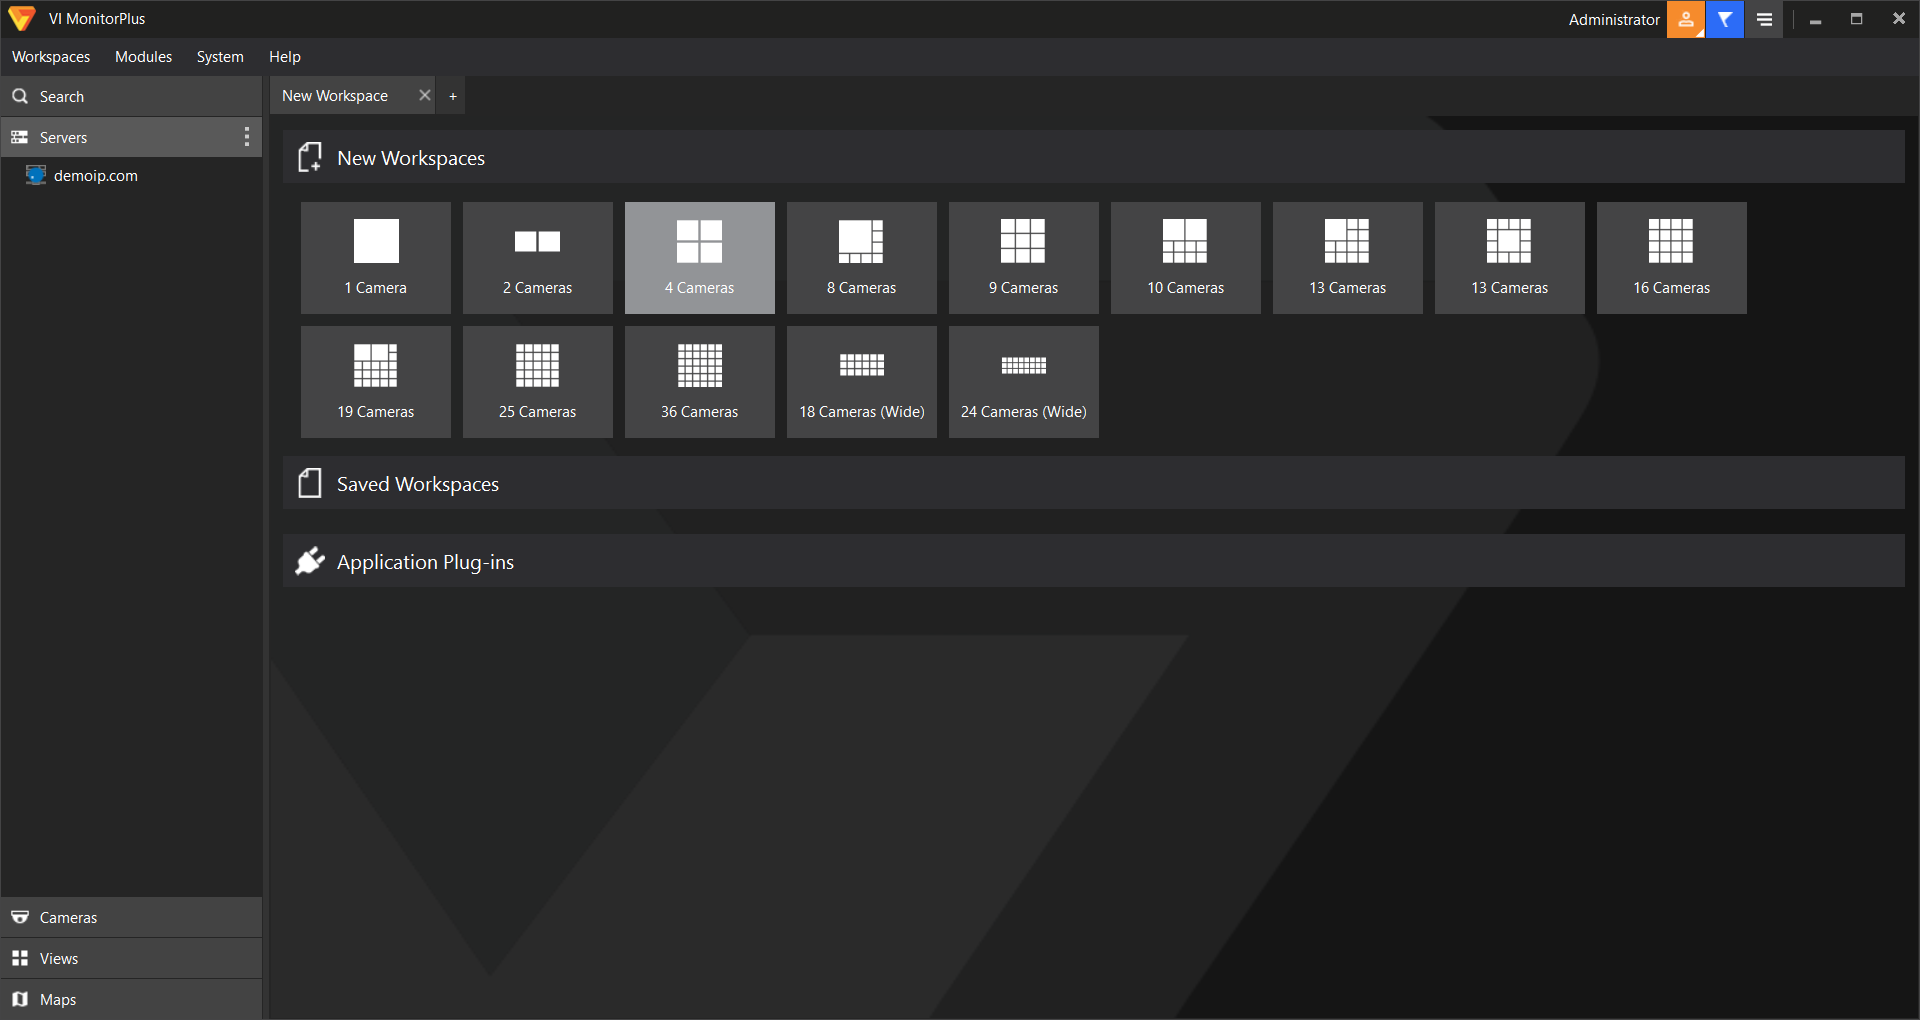 VI MonitorPlus
Administrator
Workspaces Modules System Help
Search
New Workspace
+
Servers
demoip.com
New Workspaces
1 Camera
2 Cameras
4 Cameras
8 Cameras
9 Cameras
10 Cameras
13 Cameras
13 Cameras
16 Cameras
19 Cameras
25 Cameras
36 Cameras
18 Cameras (Wide)
24 Cameras (Wide)
Saved Workspaces
Application Plug-ins
Cameras
Views
Maps